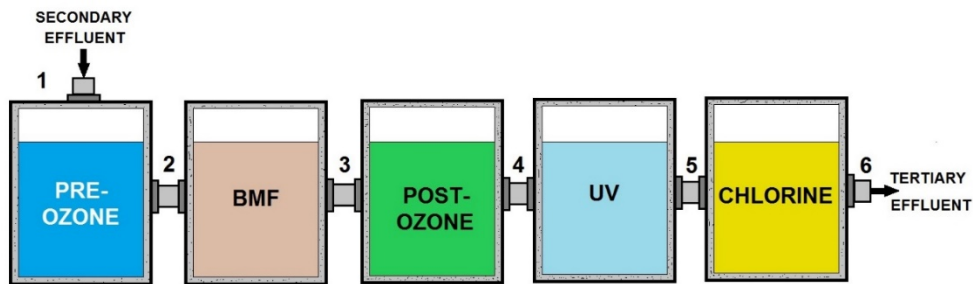 SECONDARY
EFFLUENT
1
PRE-
OZONE
2
BMF
3
POST-
OZONE
4
UV
5
CHLORINE
6
TERTIARY
EFFLUENT